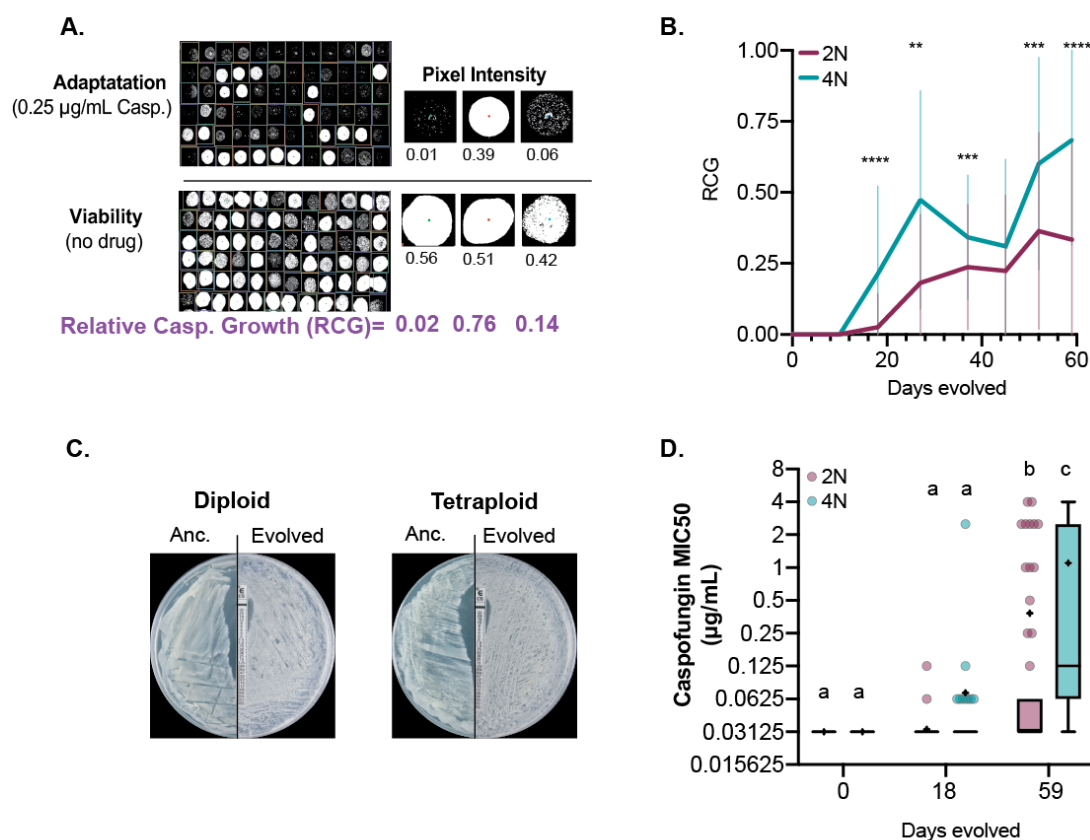 A.
Adaptatation
(0.25 µg/mL Casp.)
Pixel Intensity
0.01 0.39 0.06
Viability
(no drug)
0.56 0.51 0.42
Relative Casp. Growth (RCG)= 0.02 0.76 0.14
B.
2N
4N
**** ** *** *** ****
1.00
0.75
0.50
0.25
0.00
RCG
0 20 40 60
Days evolved
C.
Diploid
Anc. Evolved
Tetraploid
Anc. Evolved
D.
2N
4N
a a a a b c
8
4
2
1
0.5
0.25
0.125
0.0625
0.03125
0.015625
Caspofungin MIC50
(µg/mL)
0 18 59
Days evolved